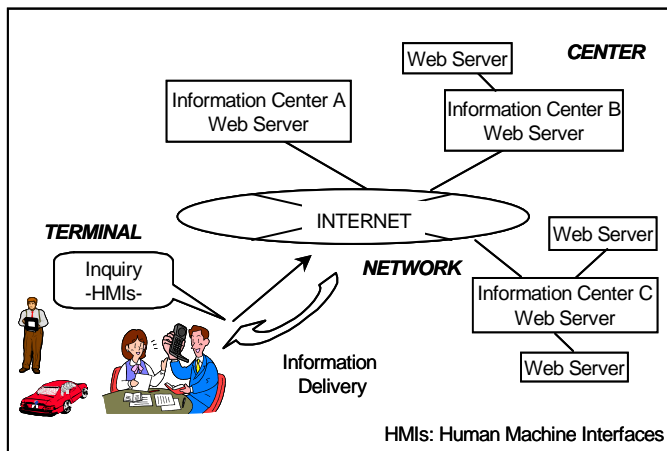 Web Server
CENTER
Information Center A
Web Server
Information Center B
Web Server
INTERNET
TERMINAL
NETWORK
Inquiry
-HMIs-
Web Server
Information Center C
Web Server
Web Server
Information
Delivery
HMIs: Human Machine Interfaces